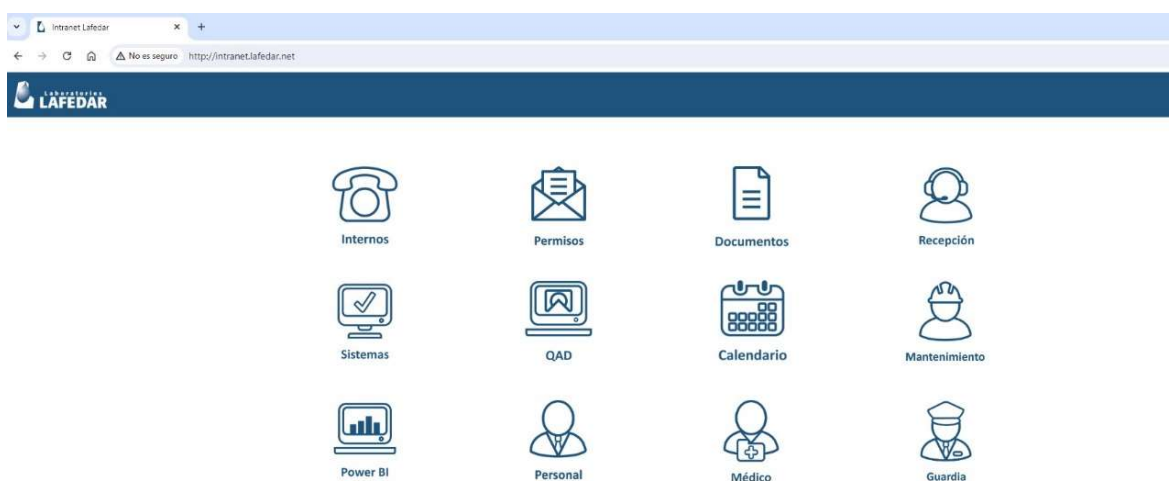 Intranet Lafedar
No es seguro http://intranet.lafedar.net
Laboratorios
LAFEDAR
Internos Permisos Documentos Recepción
Sistemas QAD Calendario Mantenimiento
Power BI Personal Médico Guardia